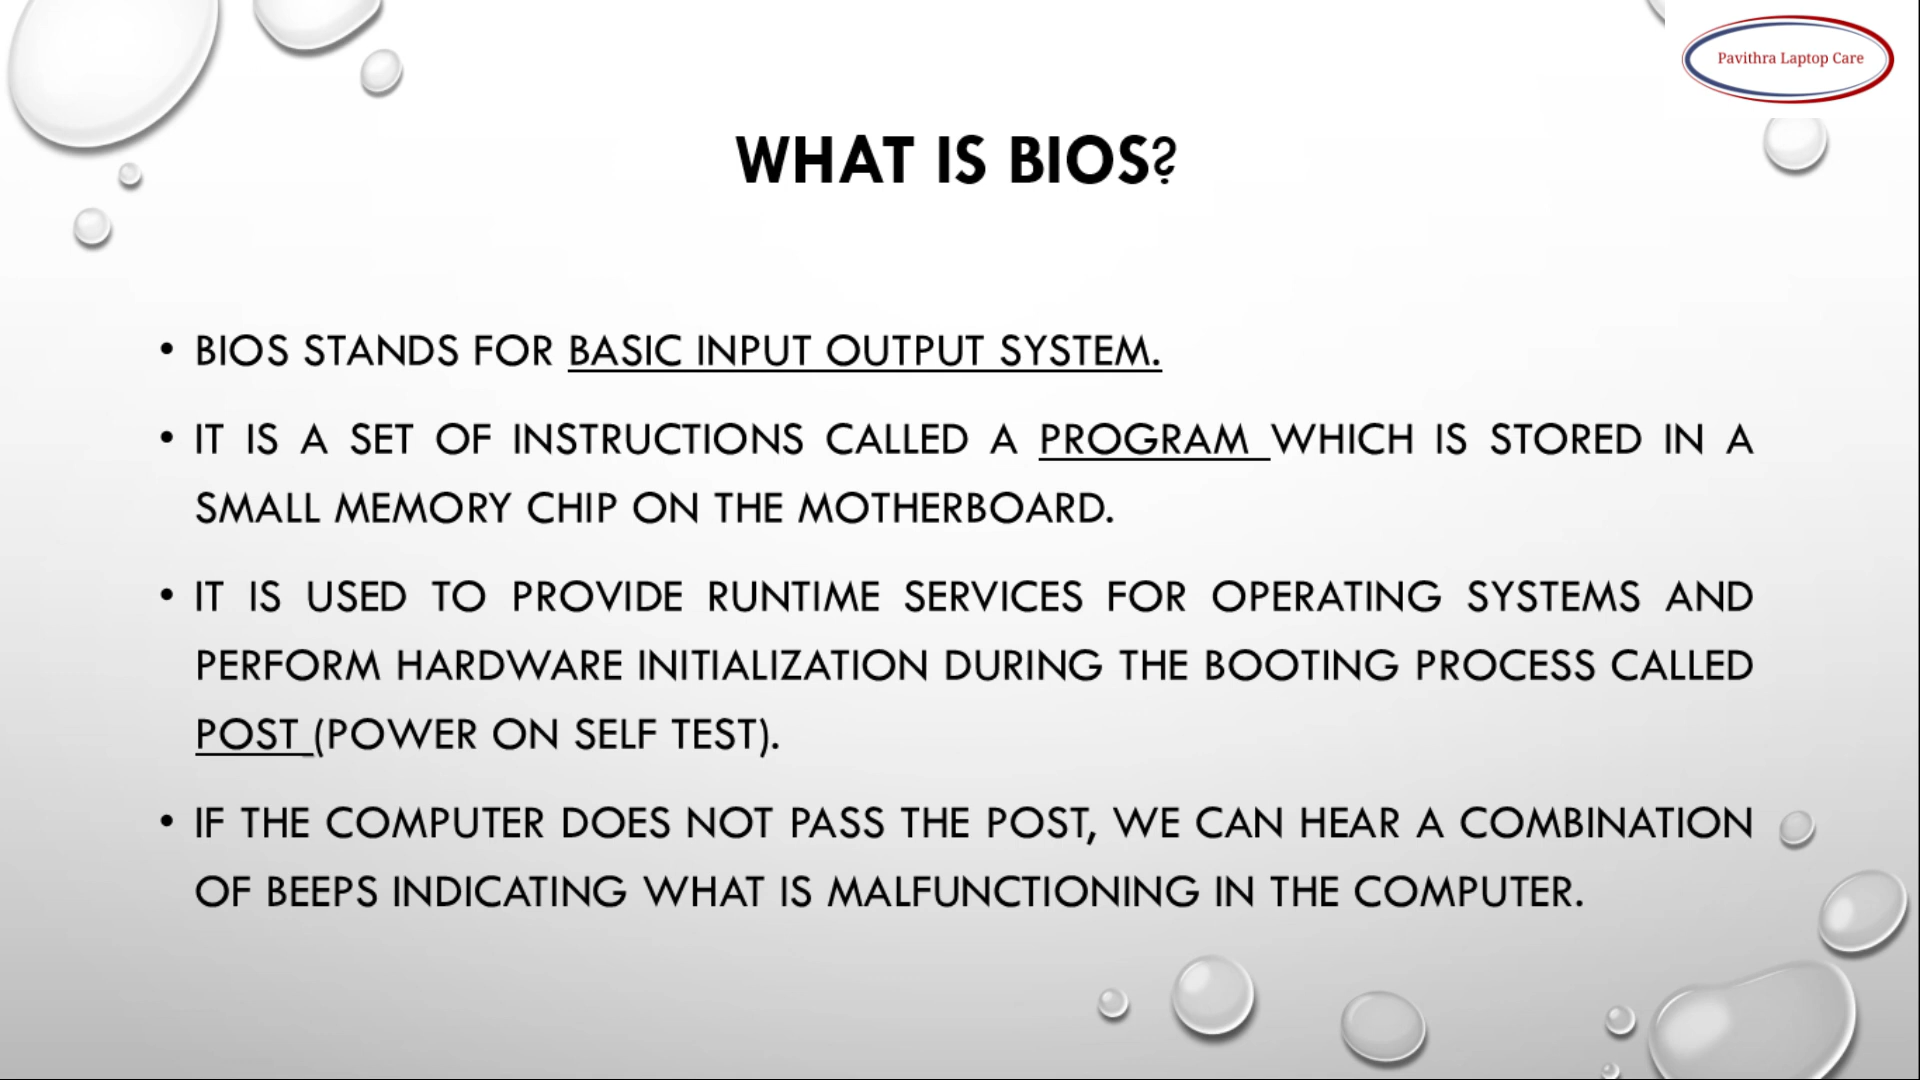 Pavithra Laptop Care
WHAT IS BIOS?
• BIOS STANDS FOR BASIC INPUT OUTPUT SYSTEM.
• IT IS A SET OF INSTRUCTIONS CALLED A PROGRAM WHICH IS STORED IN A
SMALL MEMORY CHIP ON THE MOTHERBOARD.
• IT IS USED TO PROVIDE RUNTIME SERVICES FOR OPERATING SYSTEMS AND
PERFORM HARDWARE INITIALIZATION DURING THE BOOTING PROCESS CALLED
POST (POWER ON SELF TEST).
• IF THE COMPUTER DOES NOT PASS THE POST, WE CAN HEAR A COMBINATION
OF BEEPS INDICATING WHAT IS MALFUNCTIONING IN THE COMPUTER.